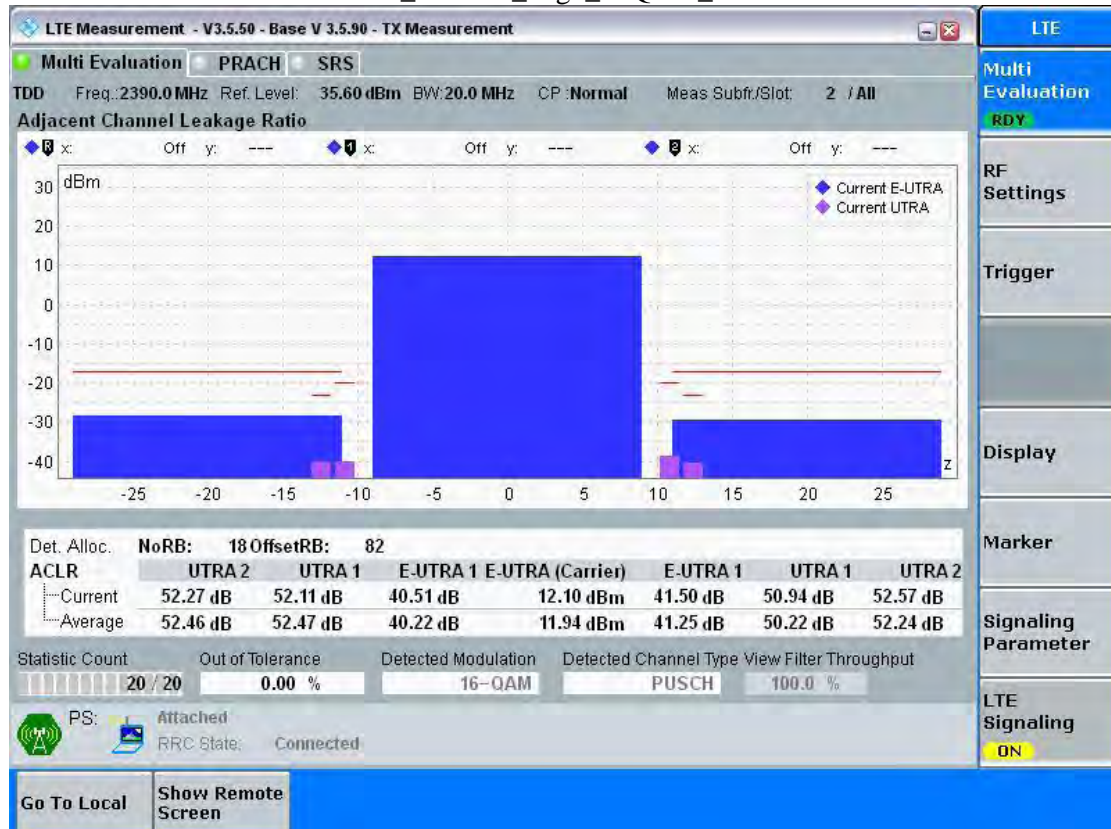 LTE Measurement - V3.5.50 - Base V 3.5.90 - TX Measurement
LTE
Multi Evaluation PRACH SRS
Multi Evaluation
RDY
TDD Freq.:2390.0 MHz Ref. Level: 35.60 dBm BW:20.0 MHz CP :Normal Meas Subfr./Slot: 2 / All
Adjacent Channel Leakage Ratio
R x: Off y: --- 1 x: Off y: --- 2 x: Off y: ---
dBm
Current E-UTRA
Current UTRA
30
20
10
0
-10
-20
-30
-40
z
-25 -20 -15 -10 -5 0 5 10 15 20 25
RF Settings
Trigger
Display
Marker
Signaling Parameter
LTE Signaling
ON
Det. Alloc. NoRB: 18 OffsetRB: 82
ACLR UTRA 2 UTRA 1 E-UTRA 1 E-UTRA (Carrier) E-UTRA 1 UTRA 1 UTRA 2
Current 52.27 dB 52.11 dB 40.51 dB 12.10 dBm 41.50 dB 50.94 dB 52.57 dB
Average 52.46 dB 52.47 dB 40.22 dB 11.94 dBm 41.25 dB 50.22 dB 52.24 dB
Statistic Count Out of Tolerance Detected Modulation Detected Channel Type View Filter Throughput
20 / 20 0.00 % 16-QAM PUSCH 100.0 %
PS: Attached
RRC State: Connected
Go To Local
Show Remote Screen